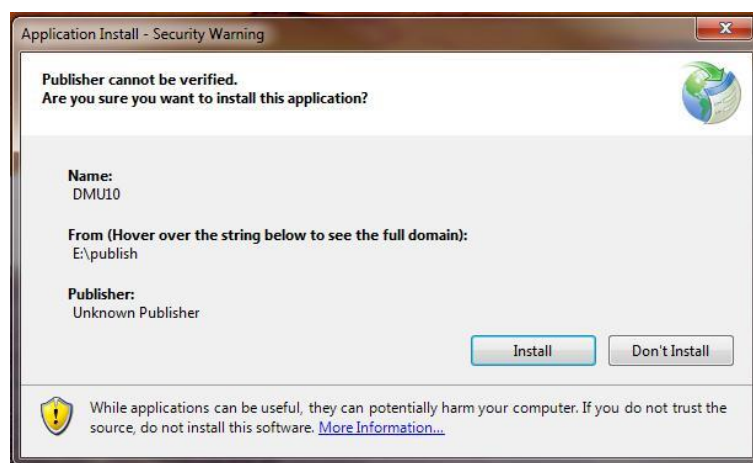 Application Install - Security Warning
Publisher cannot be verified.
Are you sure you want to install this application?
Name:
DMU10
From (Hover over the string below to see the full domain):
E:\publish
Publisher:
Unknown Publisher
Install
Don't Install
While applications can be useful, they can potentially harm your computer. If you do not trust the
source, do not install this software. More Information...